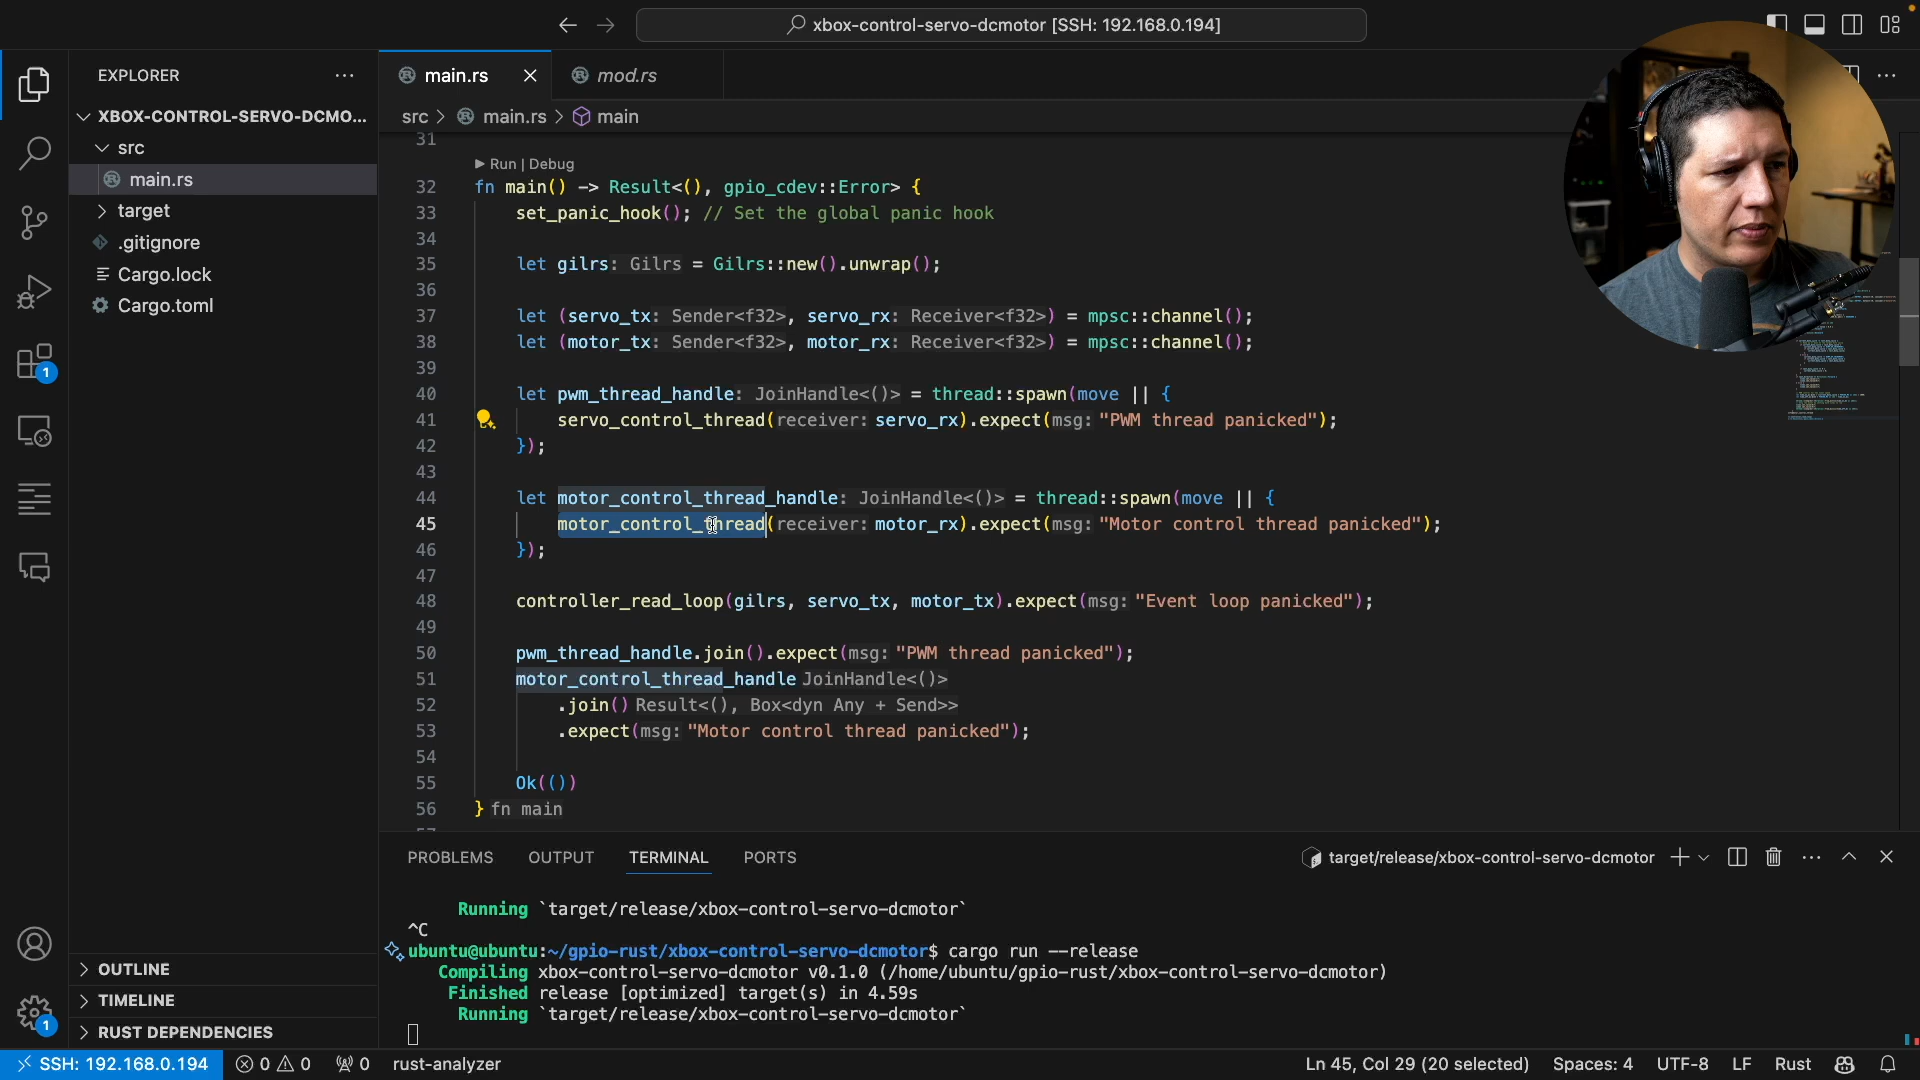 xbox-control-servo-dcmotor [SSH: 192.168.0.194]
EXPLORER
XBOX-CONTROL-SERVO-DCMO...
src
main.rs
target
.gitignore
Cargo.lock
Cargo.toml
OUTLINE
TIMELINE
RUST DEPENDENCIES
main.rs
mod.rs
src > main.rs > main
31
Run | Debug
32 fn main() -> Result<(), gpio_cdev::Error> {
33 set_panic_hook(); // Set the global panic hook
34
35 let gilrs: Gilrs = Gilrs::new().unwrap();
36
37 let (servo_tx: Sender<f32>, servo_rx: Receiver<f32>) = mpsc::channel();
38 let (motor_tx: Sender<f32>, motor_rx: Receiver<f32>) = mpsc::channel();
39
40 let pwm_thread_handle: JoinHandle<()> = thread::spawn(move || {
41 servo_control_thread(receiver: servo_rx).expect(msg: "PWM thread panicked");
42 });
43
44 let motor_control_thread_handle: JoinHandle<()> = thread::spawn(move || {
45 motor_control_thread(receiver: motor_rx).expect(msg: "Motor control thread panicked");
46 });
47
48 controller_read_loop(gilrs, servo_tx, motor_tx).expect(msg: "Event loop panicked");
49
50 pwm_thread_handle.join().expect(msg: "PWM thread panicked");
51 motor_control_thread_handle JoinHandle<()>
52 .join() Result<(), Box<dyn Any + Send>>
53 .expect(msg: "Motor control thread panicked");
54
55 Ok(())
56 } fn main
PROBLEMS OUTPUT TERMINAL PORTS
target/release/xbox-control-servo-dcmotor
Running `target/release/xbox-control-servo-dcmotor`
^C
ubuntu@ubuntu:~/gpio-rust/xbox-control-servo-dcmotor$ cargo run --release
Compiling xbox-control-servo-dcmotor v0.1.0 (/home/ubuntu/gpio-rust/xbox-control-servo-dcmotor)
Finished release [optimized] target(s) in 4.59s
Running `target/release/xbox-control-servo-dcmotor`
1
1
SSH: 192.168.0.194 0 0 0 rust-analyzer
Ln 45, Col 29 (20 selected) Spaces: 4 UTF-8 LF Rust